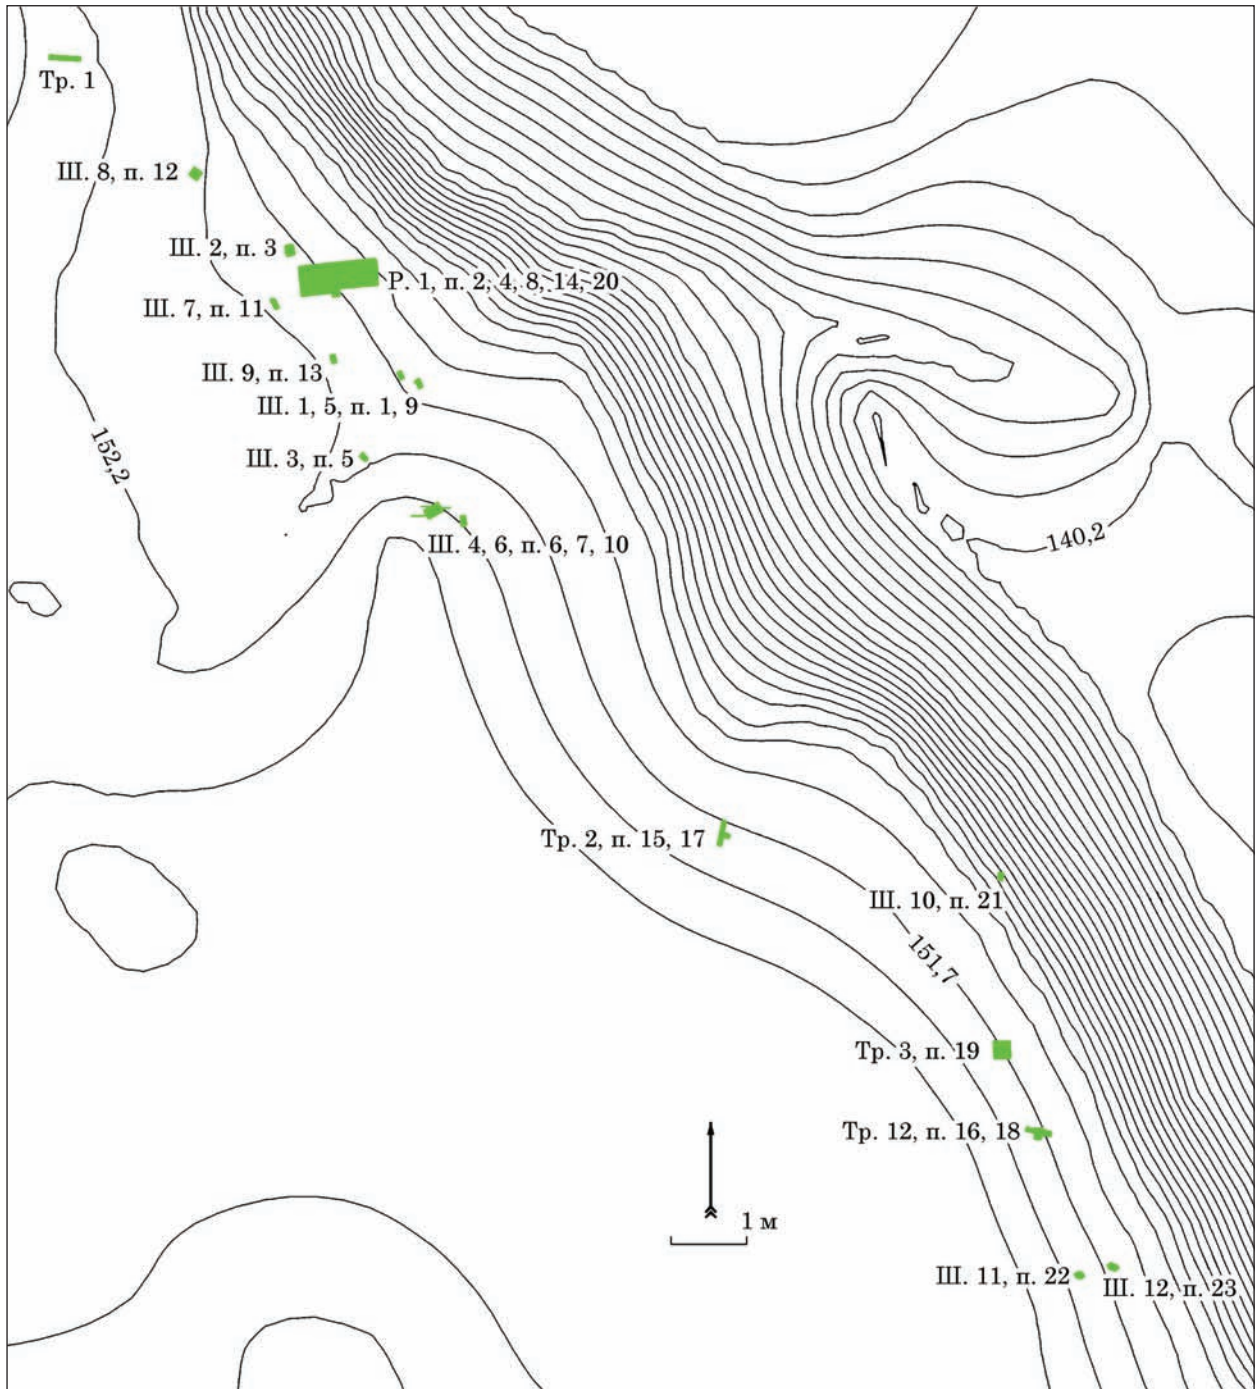 Тр. 1
Ш. 8, п. 12
Ш. 2, п. 3
Р. 1, п. 2, 4, 8, 14, 20
Ш. 7, п. 11
Ш. 9, п. 13
Ш. 1, 5, п. 1, 9
152,2
Ш. 3, п. 5
Ш. 4, 6, п. 6, 7, 10
140,2
Тр. 2, п. 15, 17
Ш. 10, п. 21
151,7
Тр. 3, п. 19
Тр. 12, п. 16, 18
1 м
Ш. 11, п. 22
Ш. 12, п. 23